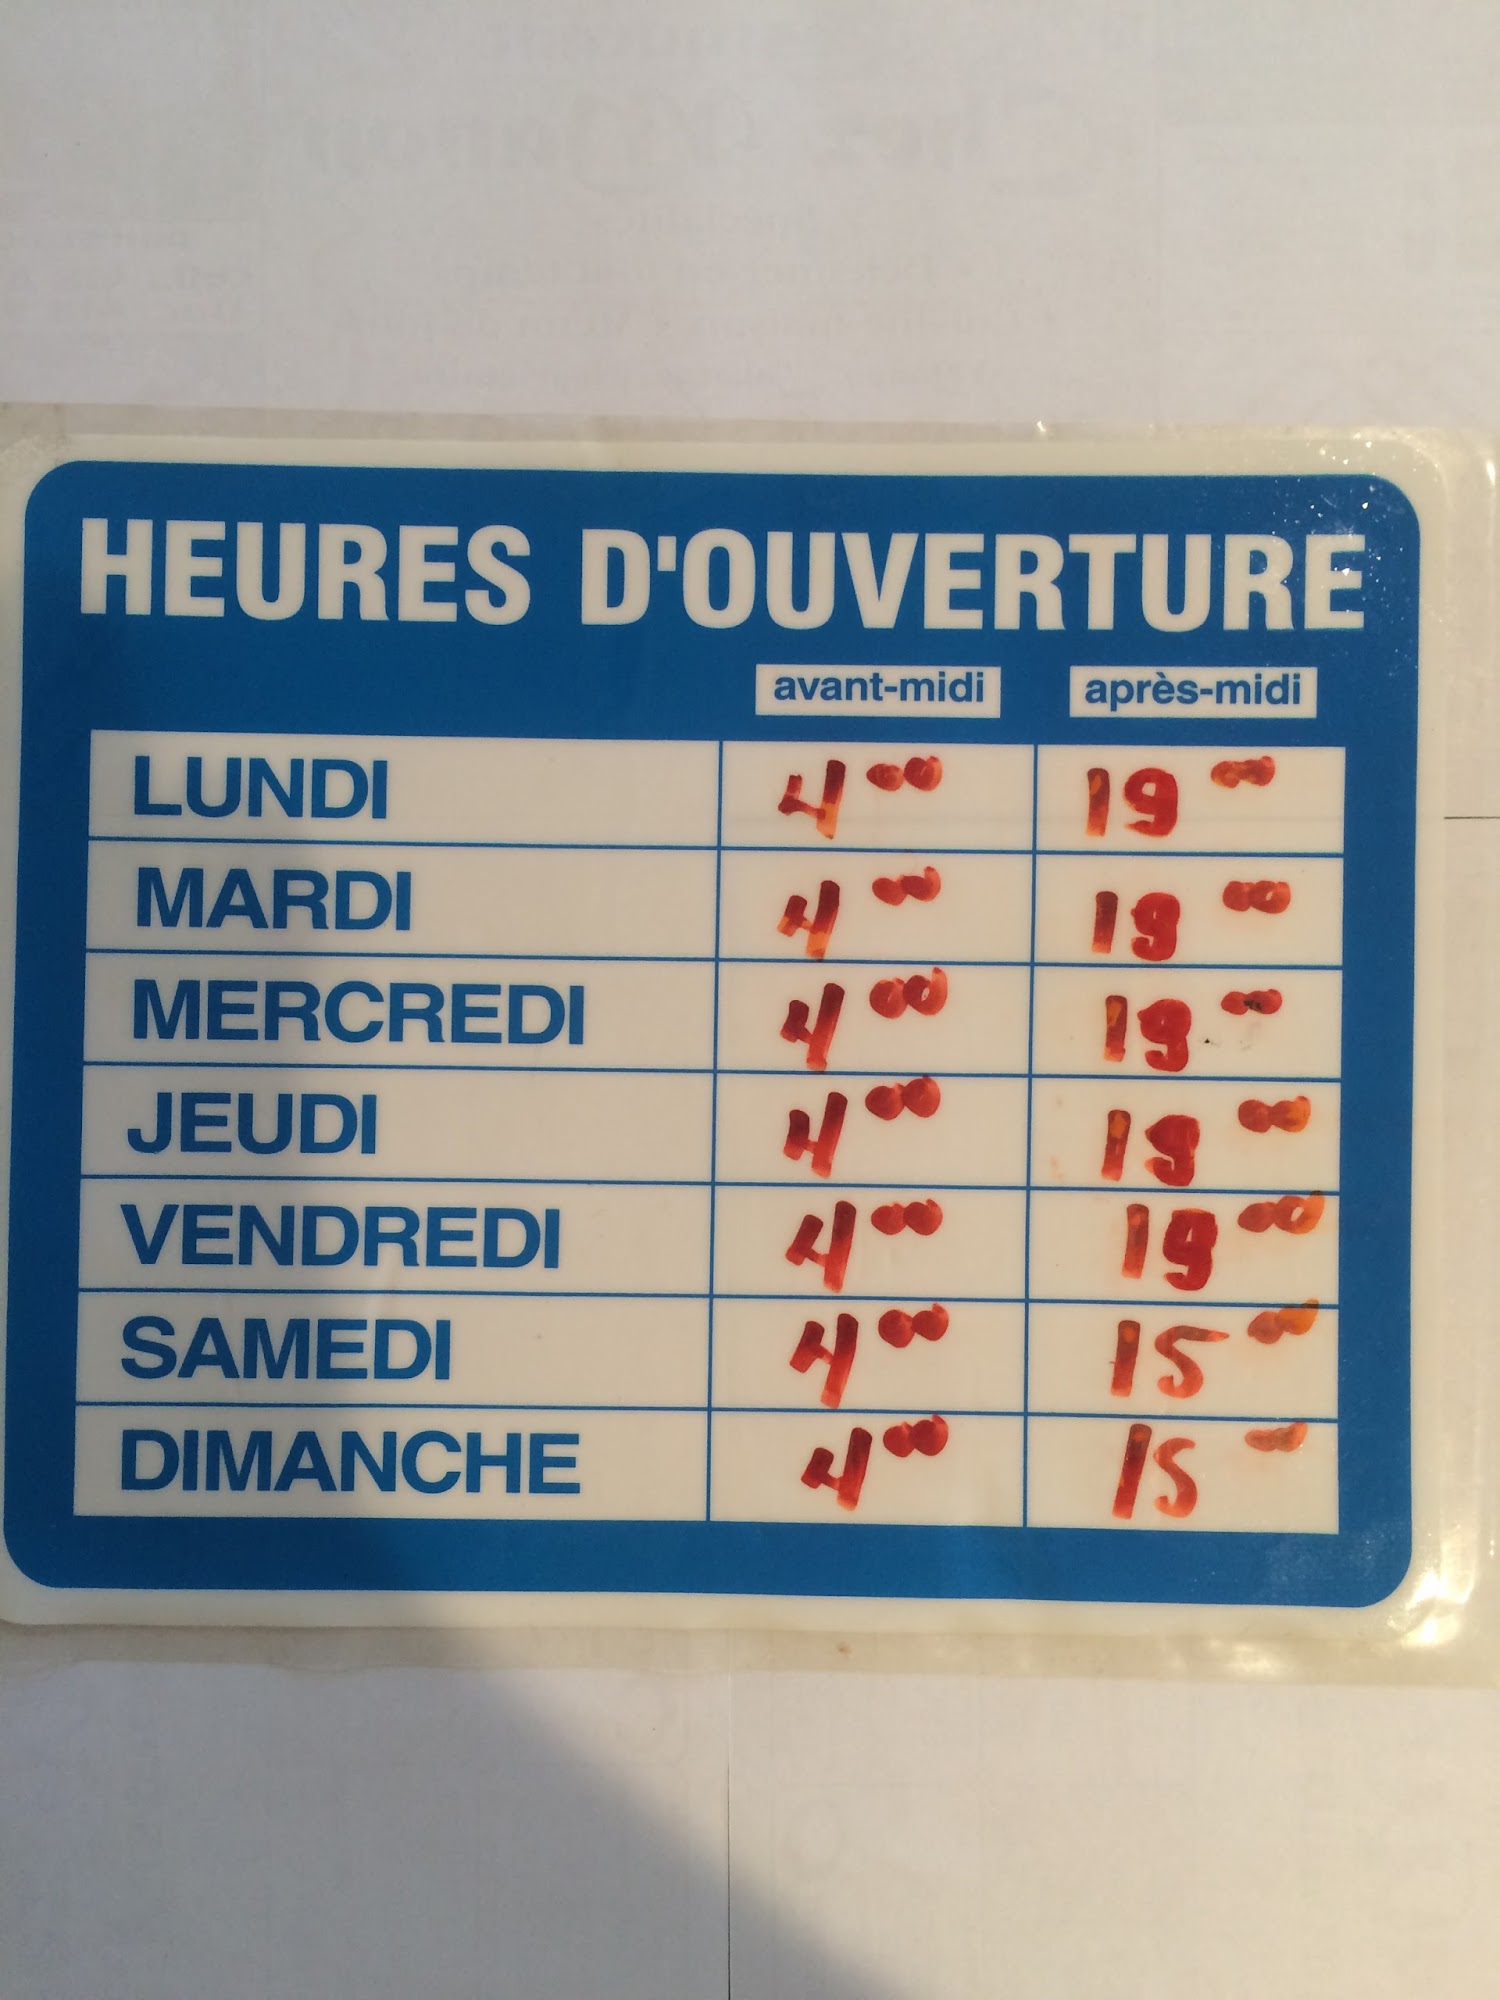 HEURES D'OUVERTURE
avant-midi après-midi
LUNDI 4 00 19 00
MARDI 4 00 19 00
MERCREDI 4 00 19 00
JEUDI 4 00 19 00
VENDREDI 4 00 19 00
SAMEDI 4 00 15 00
DIMANCHE 4 00 15 00